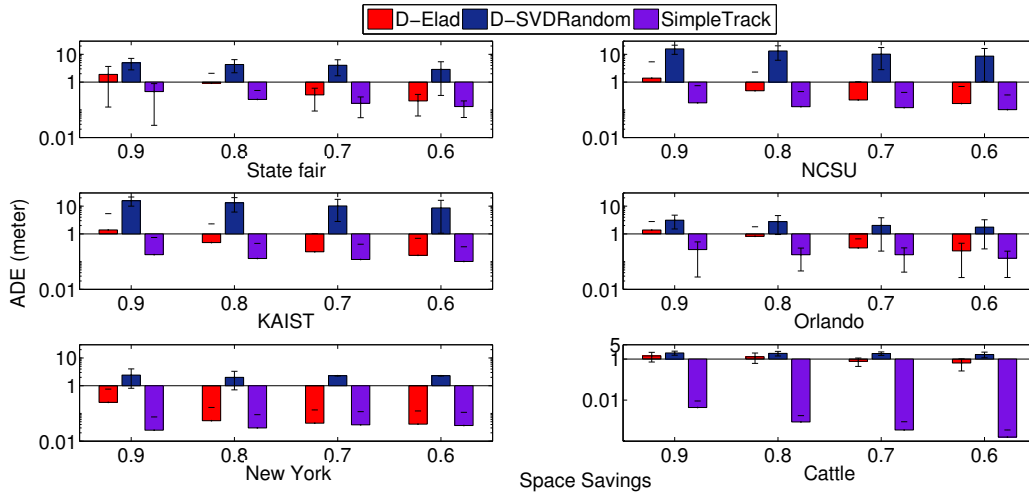 D-Elad D-SVDRandom SimpleTrack
10
1
0.01
0.9 0.8 0.7 0.6
State fair
10
1
0.01
0.9 0.8 0.7 0.6
NCSU
ADE (meter)
10
1
0.01
0.9 0.8 0.7 0.6
KAIST
10
1
0.01
0.9 0.8 0.7 0.6
Orlando
10
1
0.01
0.9 0.8 0.7 0.6
New York
5
1
0.01
0.9 0.8 0.7 0.6
Cattle
Space Savings